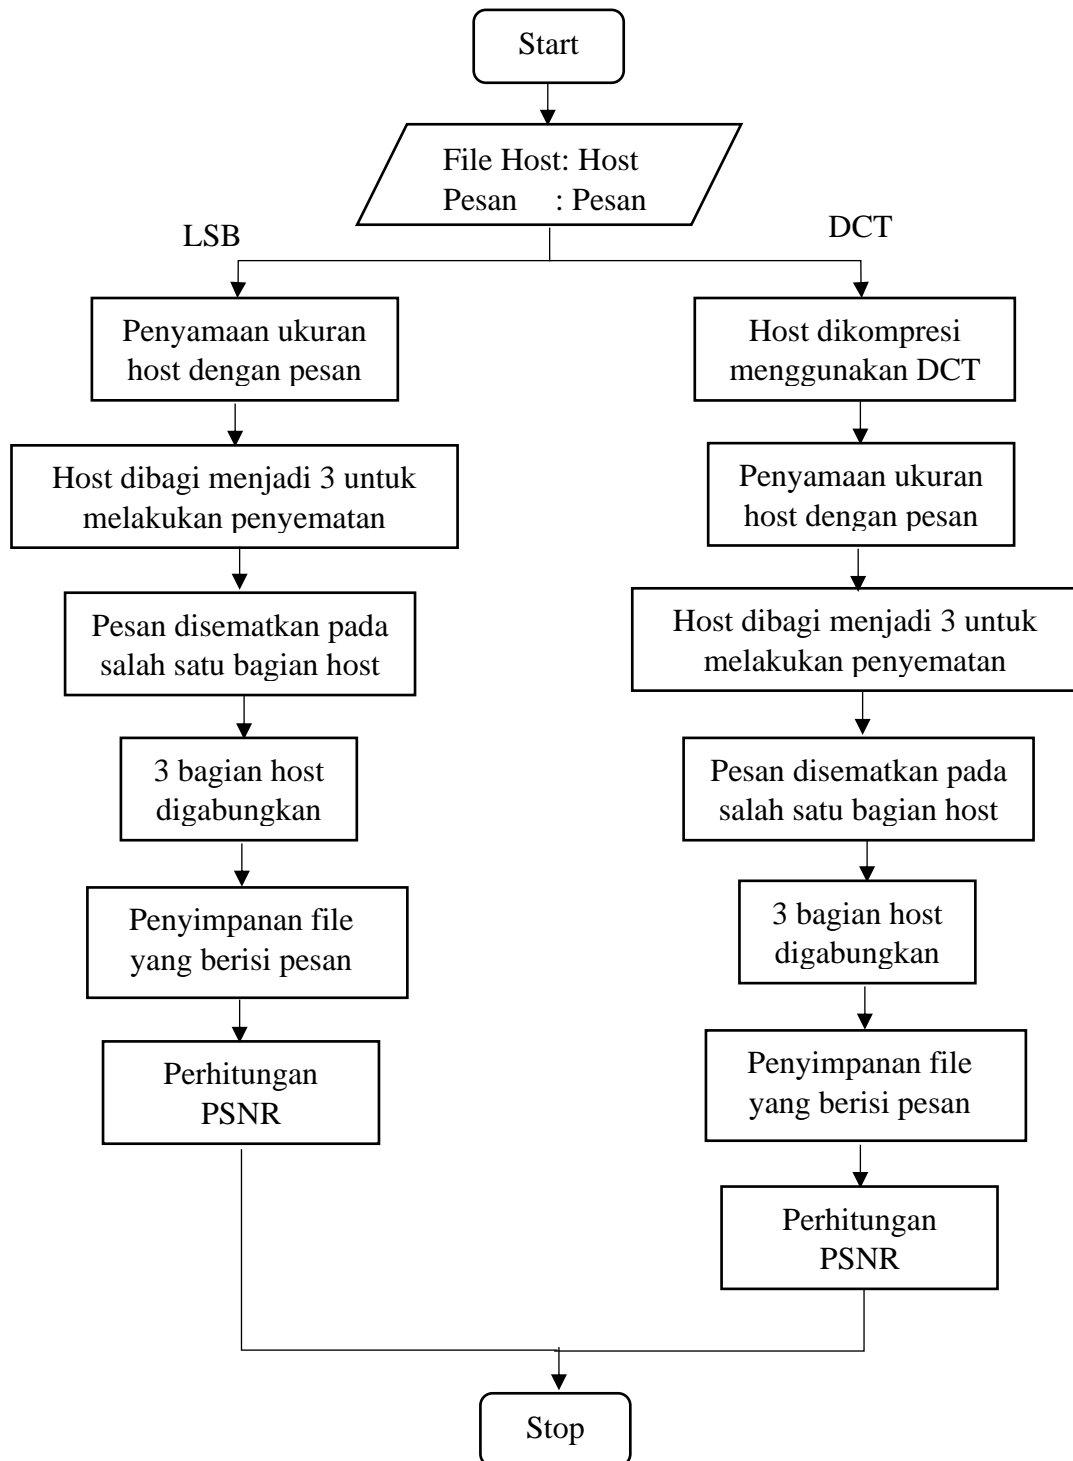 Start
File Host: Host
Pesan : Pesan
LSB
Penyamaan ukuran
host dengan pesan
Host dibagi menjadi 3 untuk
melakukan penyematan
Pesan disematkan pada
salah satu bagian host
3 bagian host
digabungkan
Penyimpanan file
yang berisi pesan
Perhitungan
PSNR
DCT
Host dikompresi
menggunakan DCT
Penyamaan ukuran
host dengan pesan
Host dibagi menjadi 3 untuk
melakukan penyematan
Pesan disematkan pada
salah satu bagian host
3 bagian host
digabungkan
Penyimpanan file
yang berisi pesan
Perhitungan
PSNR
Stop